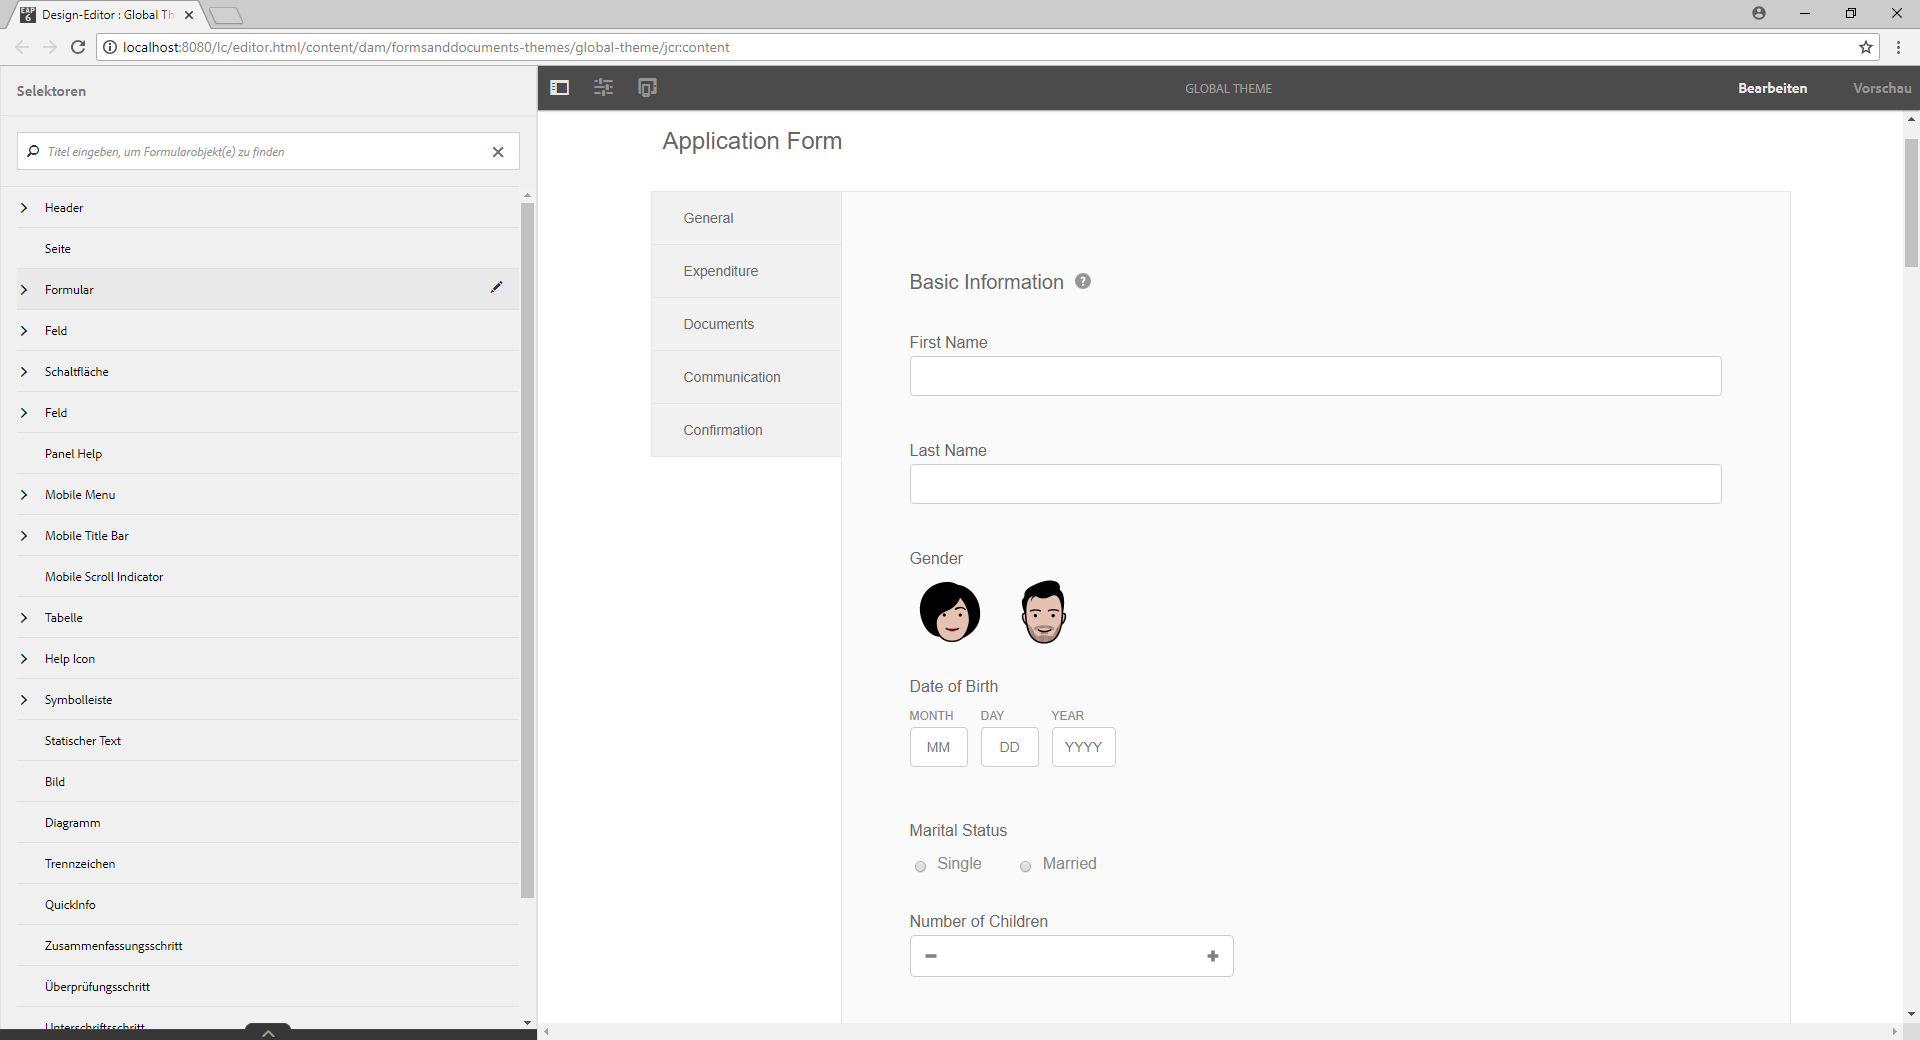 EAP
6
Design-Editor : Global Th
localhost:8080/lc/editor.html/content/dam/formsanddocuments-themes/global-theme/jcr:content
Selektoren
GLOBAL THEME
Bearbeiten
Vorschau
Titel eingeben, um Formularobjekt(e) zu finden
Header
Seite
Formular
Feld
Schaltfläche
Feld
Panel Help
Mobile Menu
Mobile Title Bar
Mobile Scroll Indicator
Tabelle
Help Icon
Symbolleiste
Statischer Text
Bild
Diagramm
Trennzeichen
QuickInfo
Zusammenfassungsschritt
Überprüfungsschritt
Unterschriftsschritt
Application Form
General
Expenditure
Documents
Communication
Confirmation
Basic Information ?
First Name
Last Name
Gender
Date of Birth
MONTH DAY YEAR
MM DD YYYY
Marital Status
Single Married
Number of Children